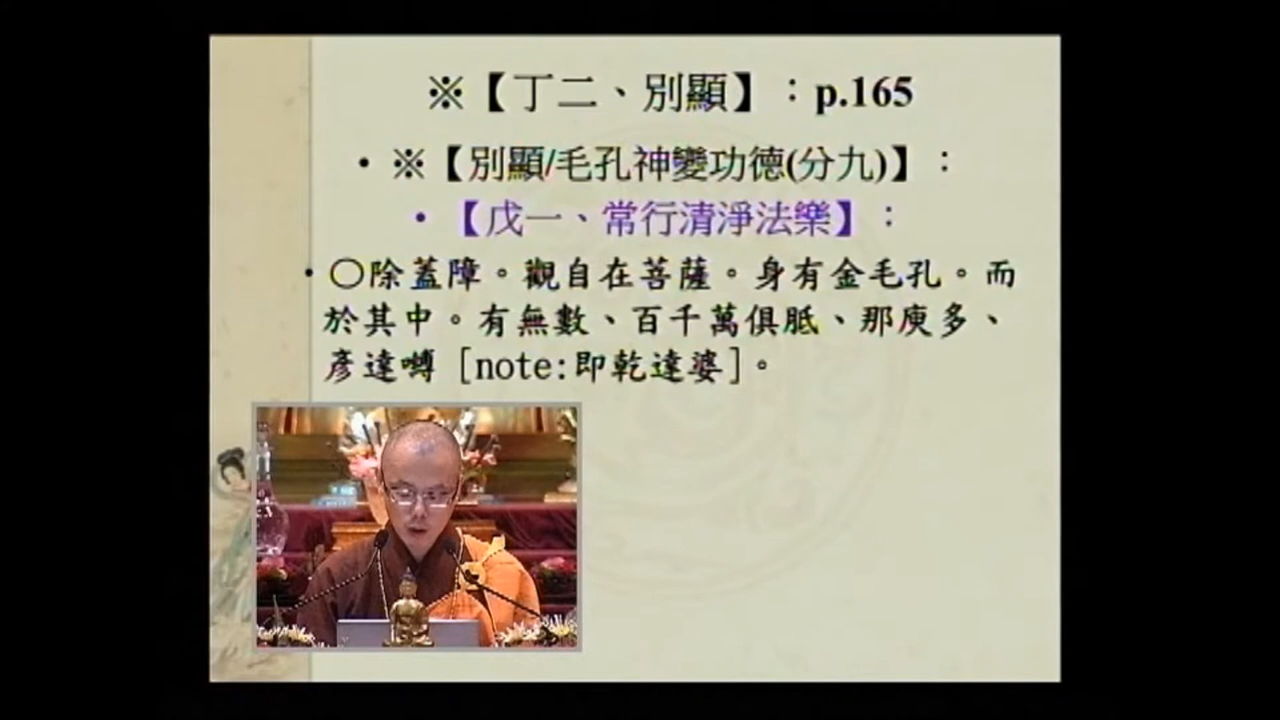 ※【丁二、別顯】：p.165
• ※【別顯/毛孔神變功德(分九)】：
• 【戊一、常行清淨法樂】：
• 〇除蓋障。觀自在菩薩。身有金毛孔。而
於其中。有無數、百千萬俱胝、那庾多、
彥達嚩［note:即乾達婆］。